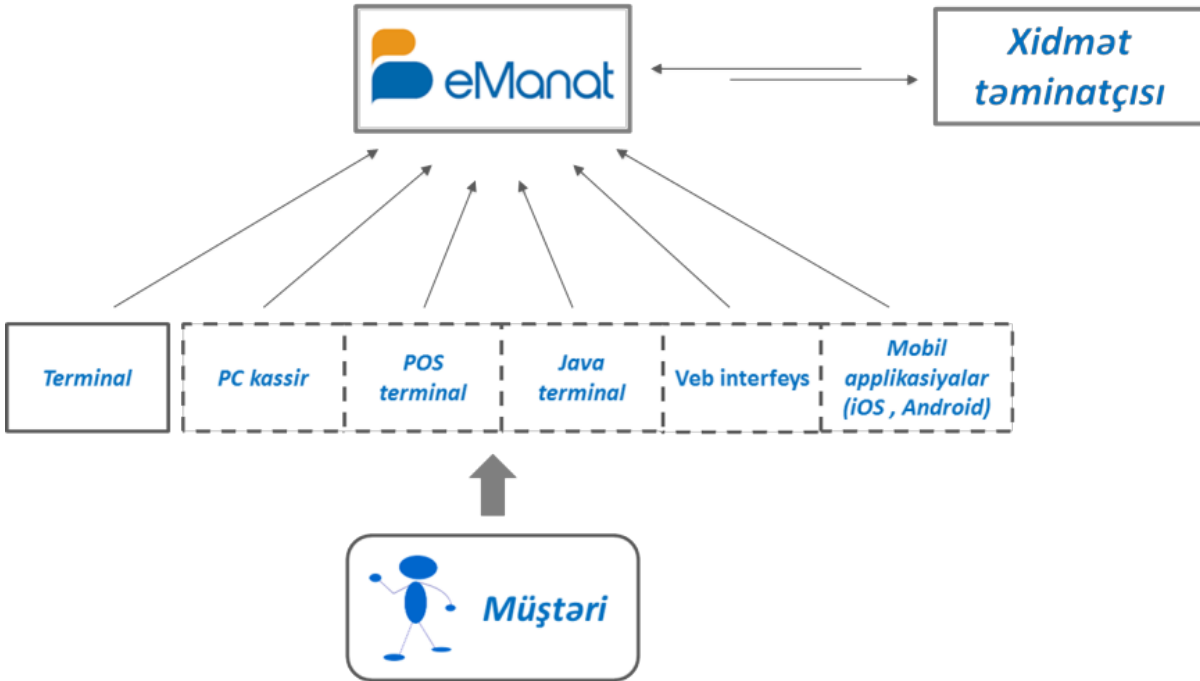 eManat
Xidmət
təminatçısı
Terminal
PC kassir
POS
terminal
Java
terminal
Veb interfeys
Mobil
applikasiyalar
(iOS , Android)
Müştəri